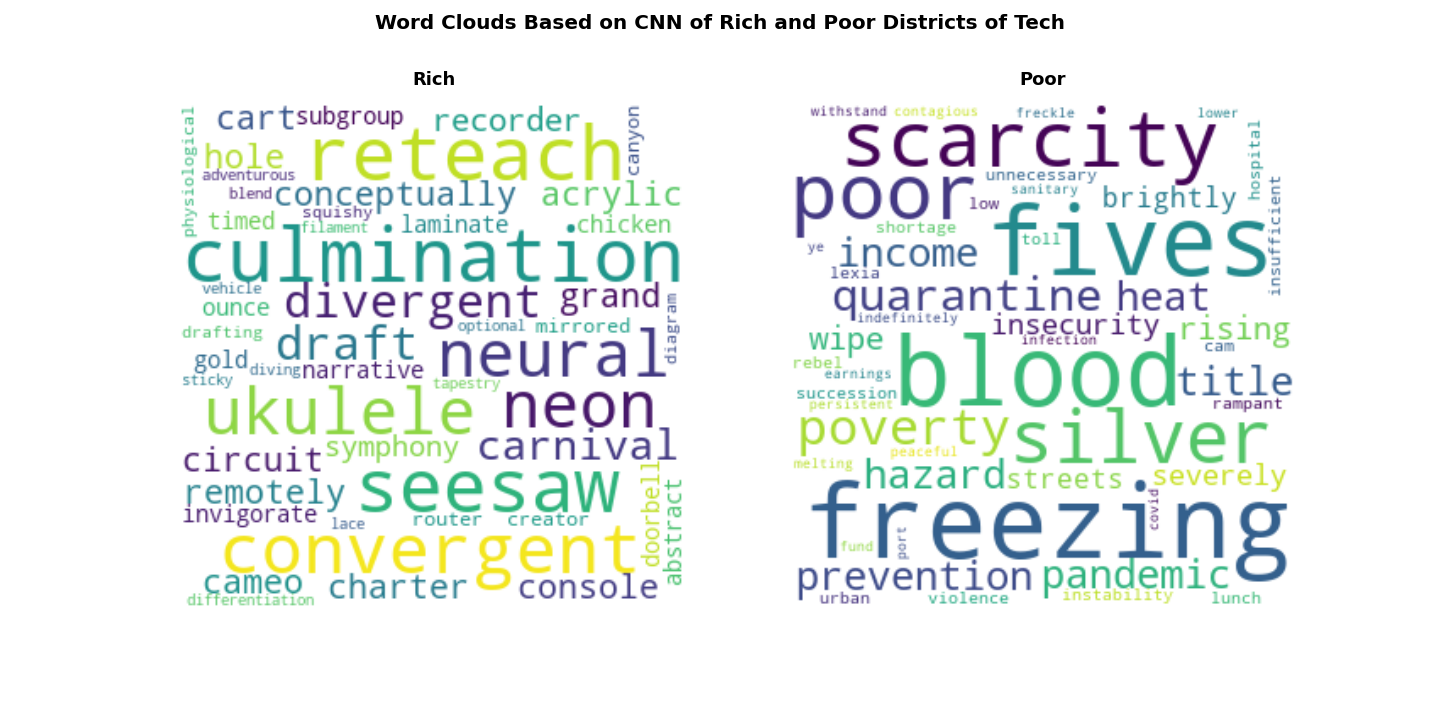 Word Clouds Based on CNN of Rich and Poor Districts of Tech
Rich
physiological
cart
subgroup
recorder
canyon
hole
reteach
adventurous
blend
conceptually
acrylic
timed
squishy
filament
laminate
chicken
culmination
vehicle
ounce
divergent
grand
diagram
drafting
draft
optional
mirrored
gold
diving
narrative
neural
sticky
tapestry
ukulele
neon
symphony
carnival
circuit
remotely
seesaw
doorbell
abstract
invigorate
lace
router
creator
convergent
cameo
charter
console
differentiation
Poor
withstand
contagious
freckle
lower
scarcity
hospital
poor
unnecessary
sanitary
low
brightly
insufficient
shortage
fives
toll
ye
income
lexia
quarantine
heat
indefinitely
insecurity
infection
rising
wipe
cam
rebel
earnings
blood
title
succession
persistent
rampant
poverty
silver
peaceful
melting
hazard
streets
severely
freezing
covid
port
fund
prevention
pandemic
urban
violence
instability
lunch